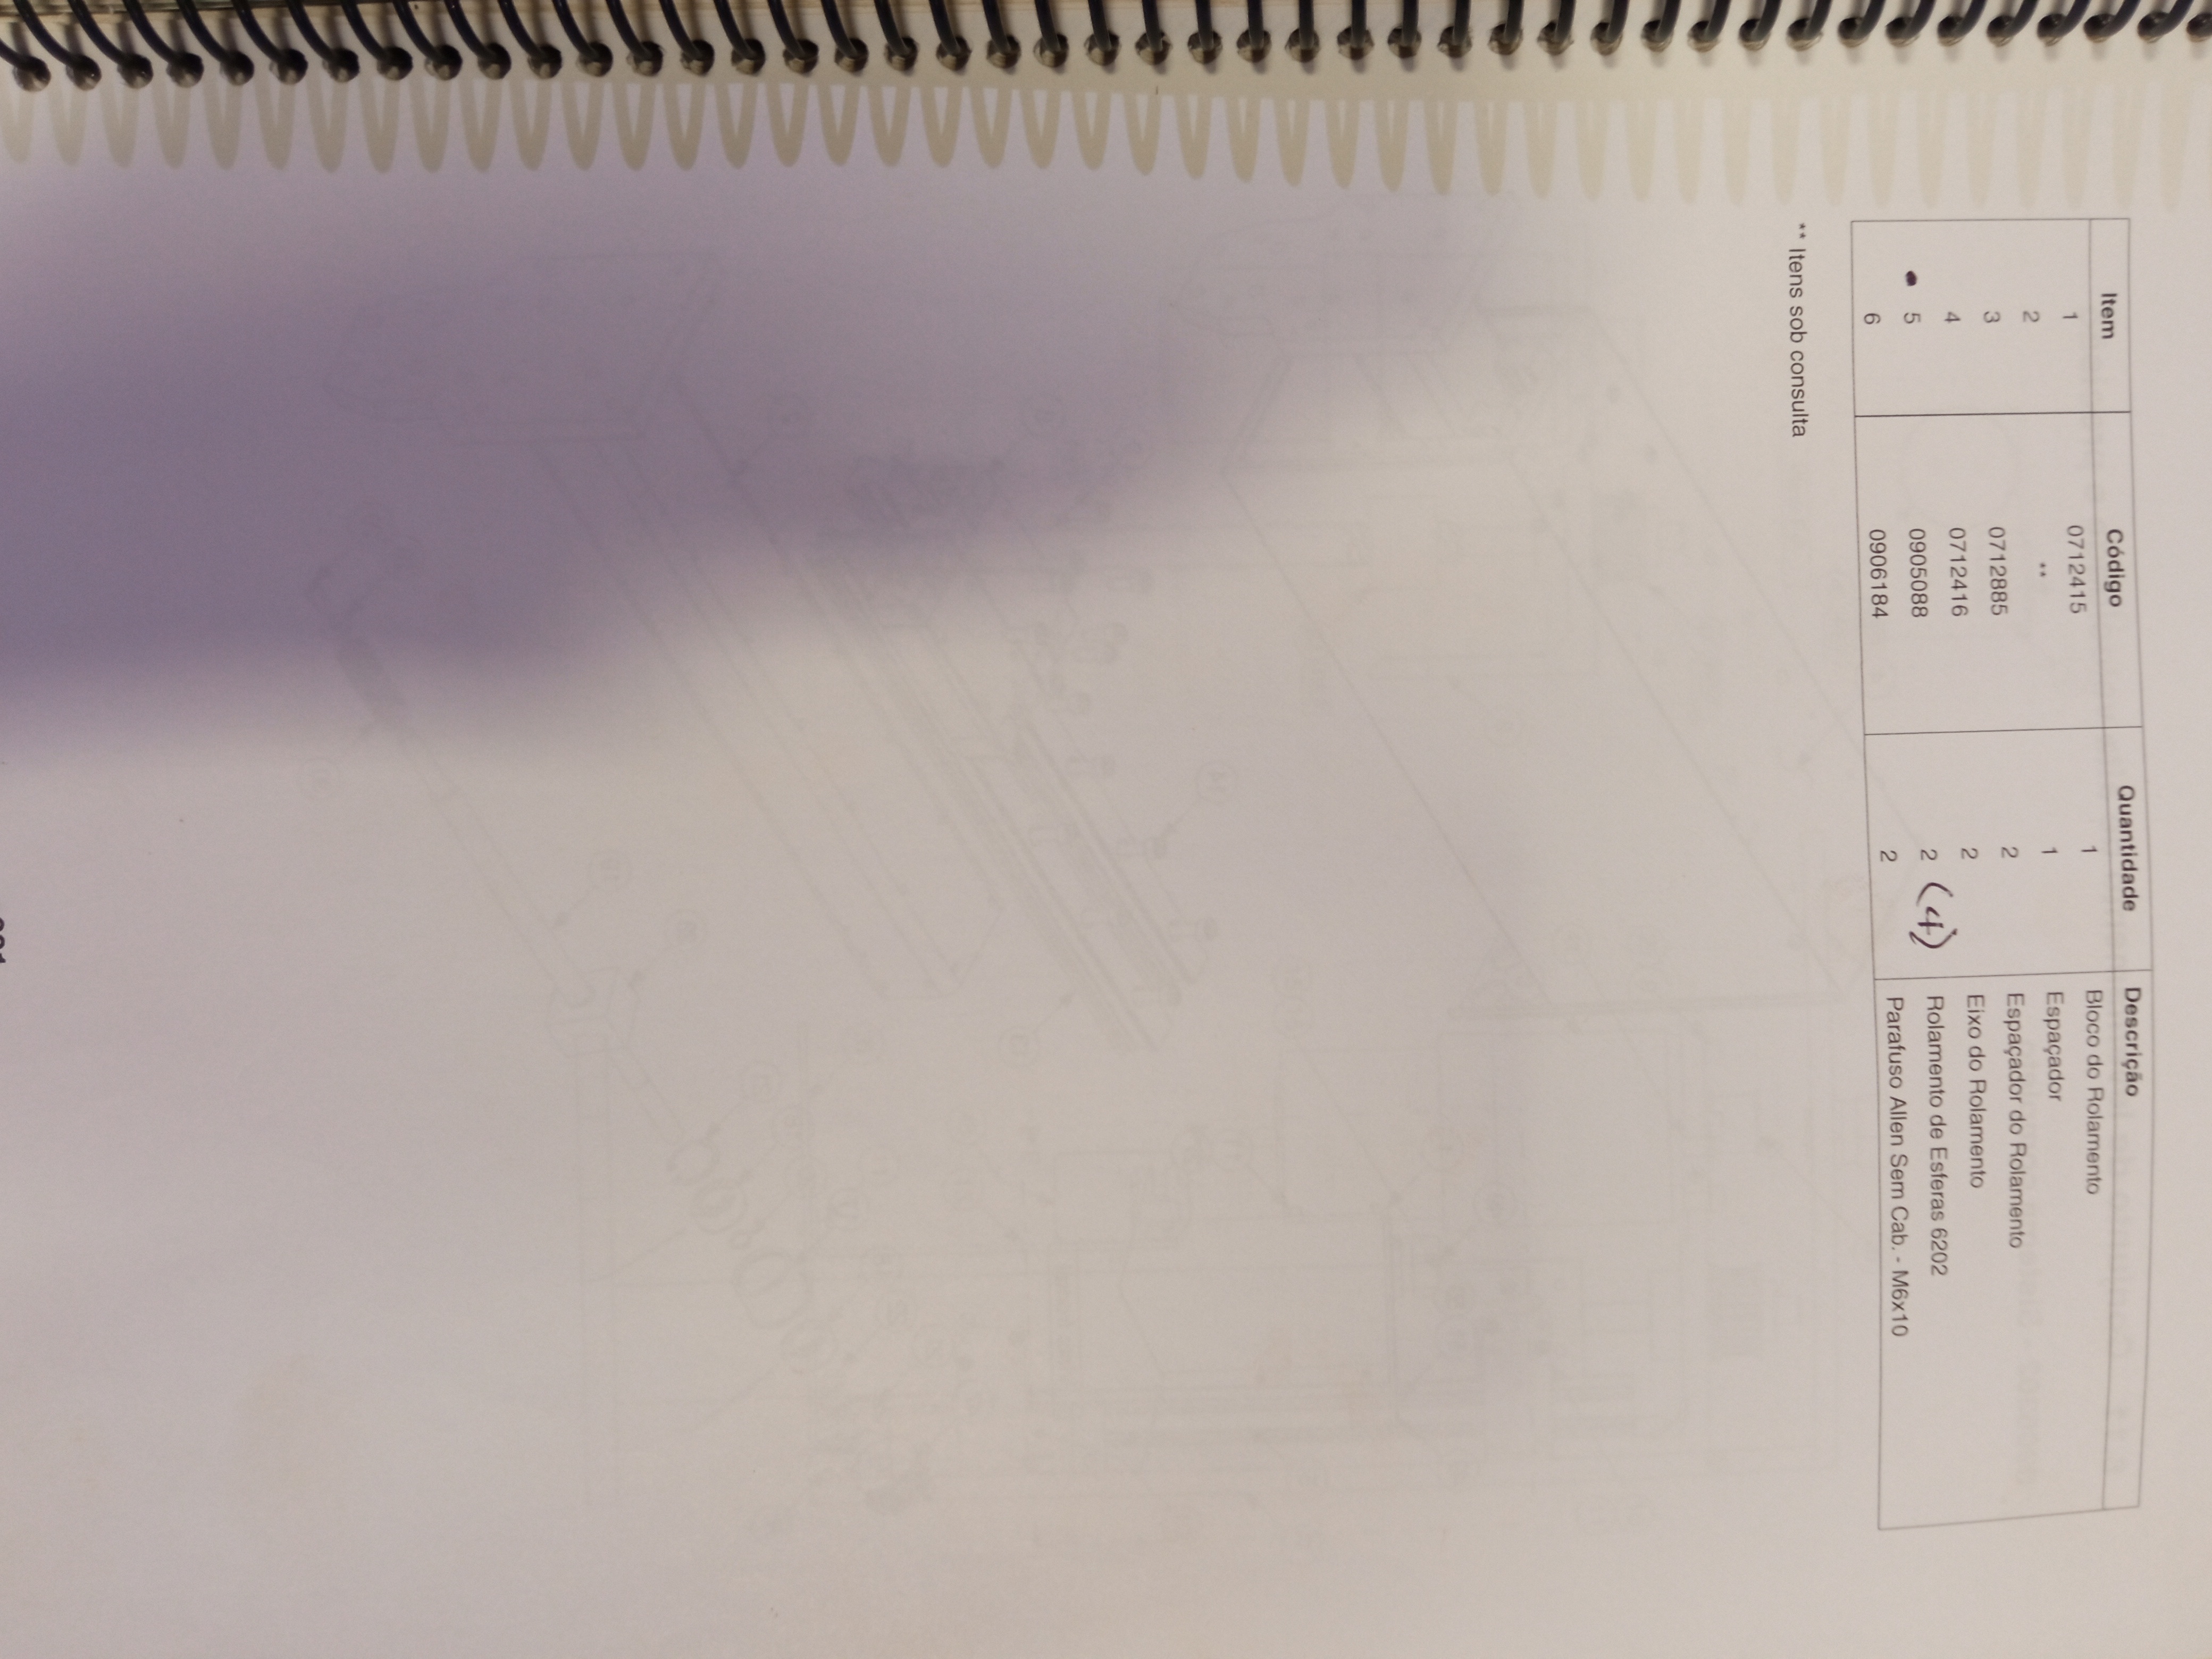 Item Código Quantidade Descrição
1 0712415 1 Bloco do Rolamento
2 ** 1 Espaçador
3 0712885 2 Espaçador do Rolamento
4 0712416 2 Eixo do Rolamento
5 0905088 2 (4) Rolamento de Esferas 6202
6 0906184 2 Parafuso Allen Sem Cab. - M6x10
** Itens sob consulta